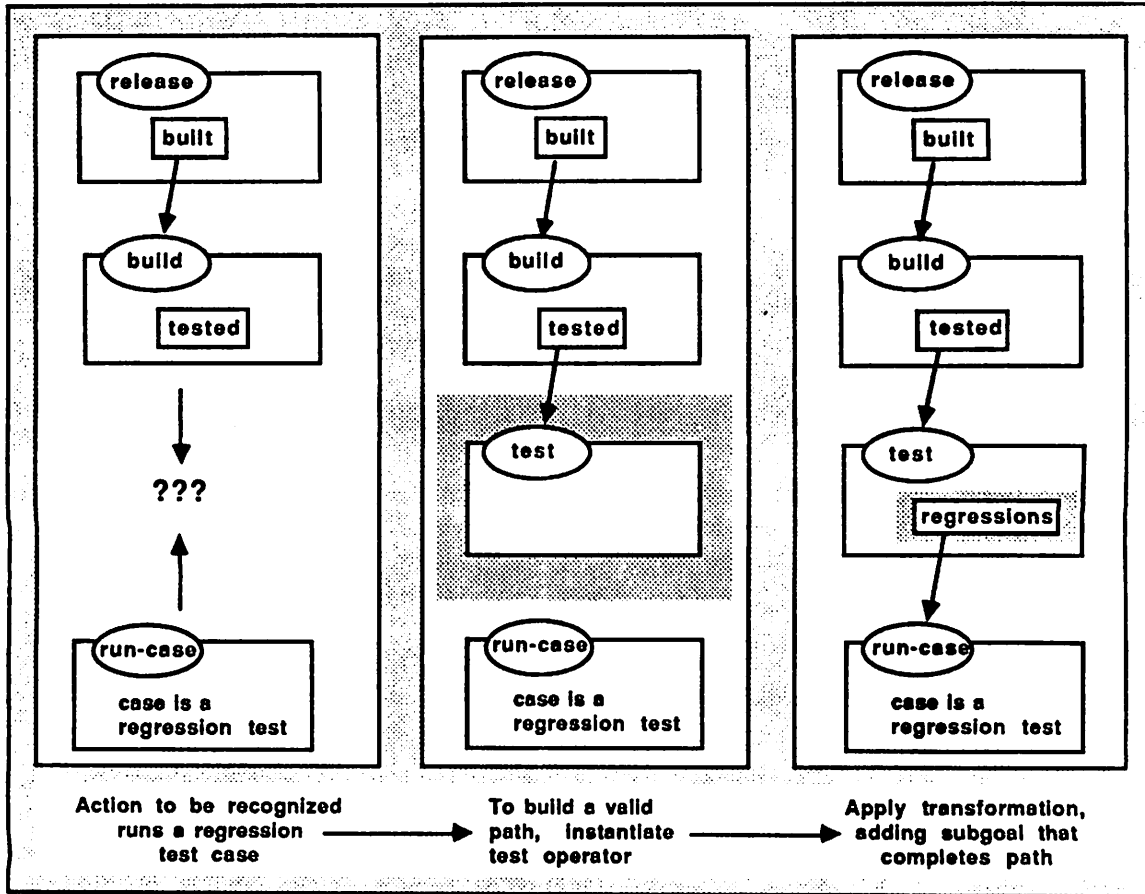 release
built
build
tested
???
run-case
case is a
regression test
release
built
build
tested
test
run-case
case is a
regression test
release
built
build
tested
test
regressions
run-case
case is a
regression test
Action to be recognized
runs a regression
test case
To build a valid
path, instantiate
test operator
Apply transformation,
adding subgoal that
completes path